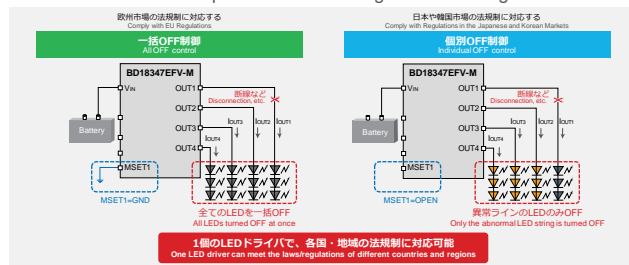 欧州市場の法規制に対応する
Comply with EU Regulations
一括OFF制御
All OFF control
BD18347EFV-M
VIN
OUT1
OUT2
OUT3
OUT4
MSET1
Battery
断線など
Disconnection, etc.
IOUT4
IOUT3
IOUT2
IOUT1
MSET1=GND
全てのLEDを一括OFF
All LEDs turned OFF at once
日本や韓国市場の法規制に対応する
Comply with Regulations in the Japanese and Korean Markets
個別OFF制御
Individual OFF control
BD18347EFV-M
VIN
OUT1
OUT2
OUT3
OUT4
MSET1
Battery
断線など
Disconnection, etc.
IOUT4
IOUT3
IOUT2
IOUT1
MSET1=OPEN
異常ラインのLEDのみOFF
Only the abnormal LED string is turned OFF
1個のLEDドライバで、各国・地域の法規制に対応可能
One LED driver can meet the laws/regulations of different countries and regions